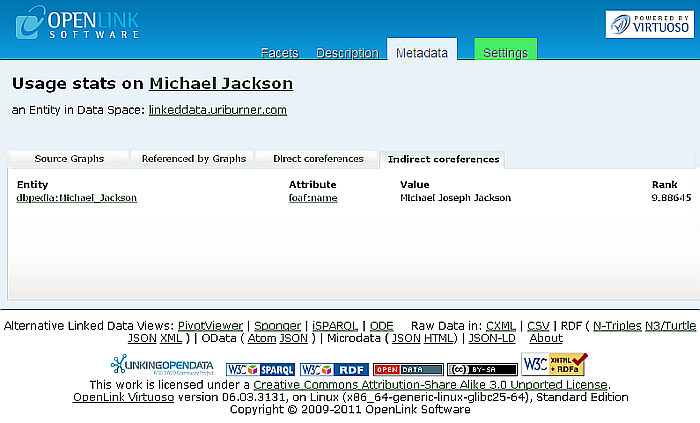 OPENLINK
SOFTWARE
POWERED BY
VIRTUOSO
Facets Description Metadata Settings
Usage stats on Michael Jackson
an Entity in Data Space: linkeddata.uriburner.com
Source Graphs Referenced by Graphs Direct coreferences Indirect coreferences
Entity Attribute Value Rank
dbpedia:Michael_Jackson foaf:name Michael Joseph Jackson 9.88645
Alternative Linked Data Views: PivotViewer | Sponger | iSPARQL | ODE Raw Data in: CXML | CSV | RDF ( N-Triples N3/Turtle
JSON XML ) | OData ( Atom JSON ) | Microdata ( JSON HTML) | JSON-LD About
LINKINGOPENDATA
W3C SPARQL W3C RDF OPEN DATA (cc) BY-SA W3C XHTML + RDFa
This work is licensed under a Creative Commons Attribution-Share Alike 3.0 Unported License.
OpenLink Virtuoso version 06.03.3131, on Linux (x86_64-generic-linux-glibc25-64), Standard Edition
Copyright © 2009-2011 OpenLink Software